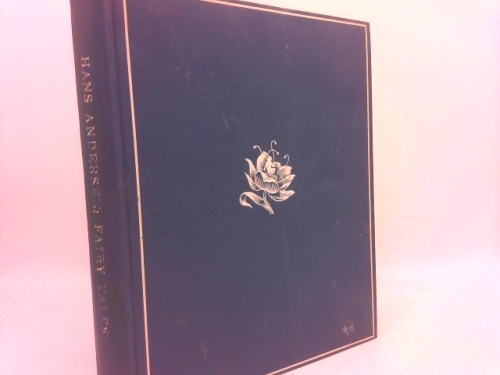 HANS ANDERSEN'S FAIRY TALES